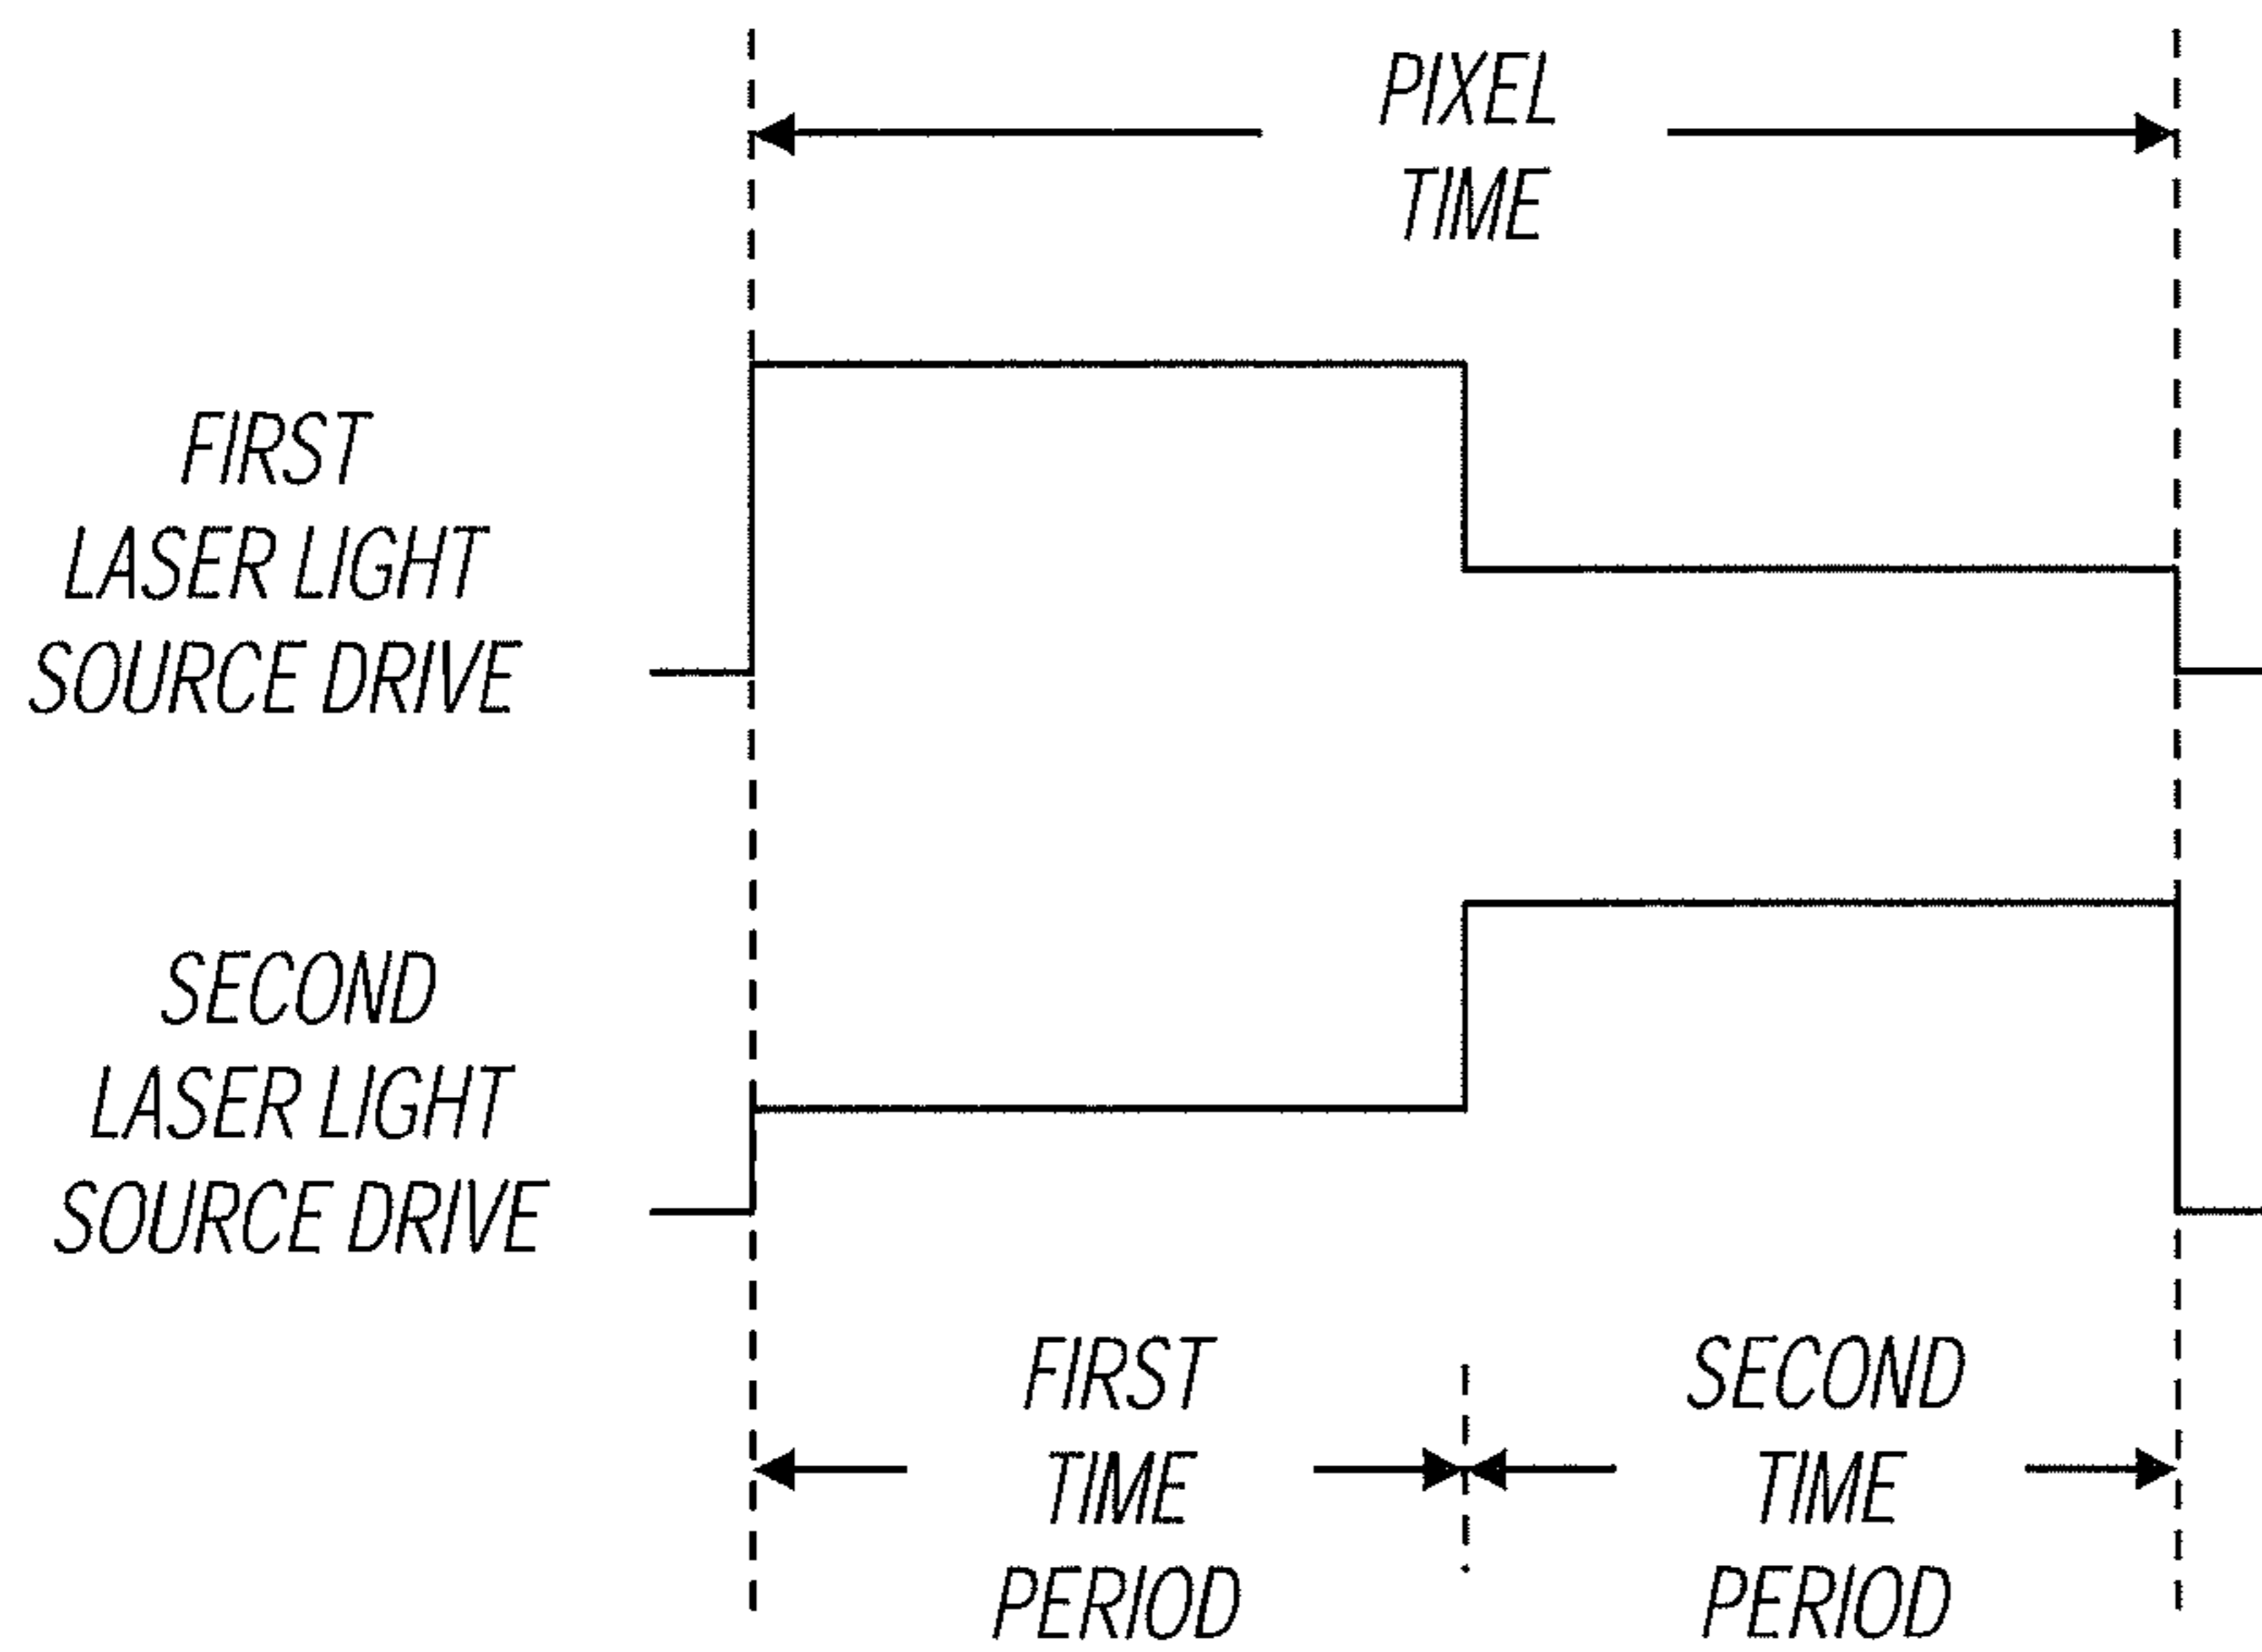 PIXEL
TIME
FIRST
LASER LIGHT
SOURCE DRIVE
SECOND
LASER LIGHT
SOURCE DRIVE
FIRST
TIME
PERIOD
SECOND
TIME
PERIOD